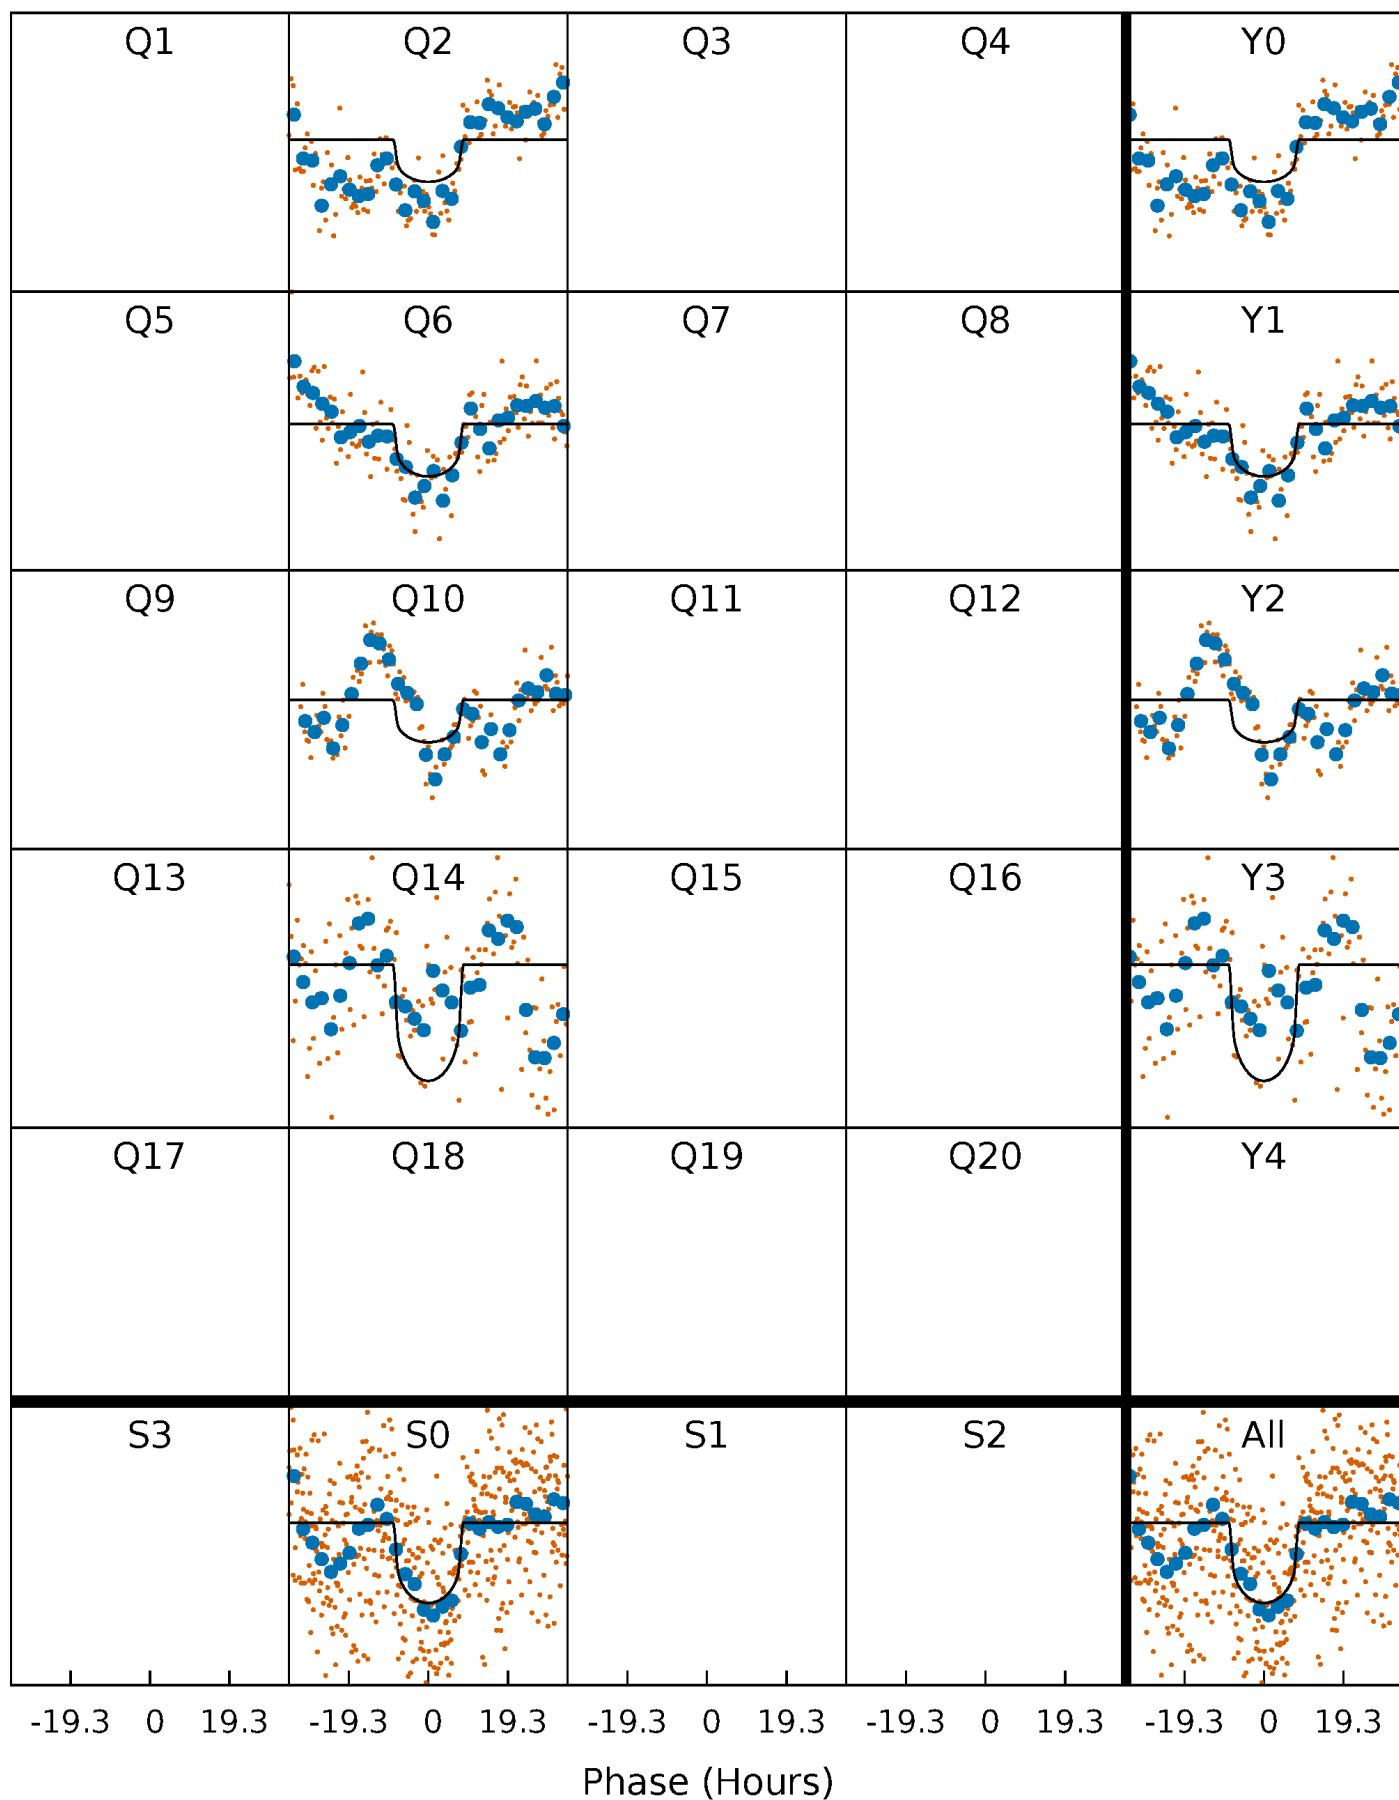 Q1 Q2 Q3 Q4 Y0
Q5 Q6 Q7 Q8 Y1
Q9 Q10 Q11 Q12 Y2
Q13 Q14 Q15 Q16 Y3
Q17 Q18 Q19 Q20 Y4
S3 S0 S1 S2 All
-19.3 0 19.3 -19.3 0 19.3 -19.3 0 19.3 -19.3 0 19.3 -19.3 0 19.3
Phase (Hours)